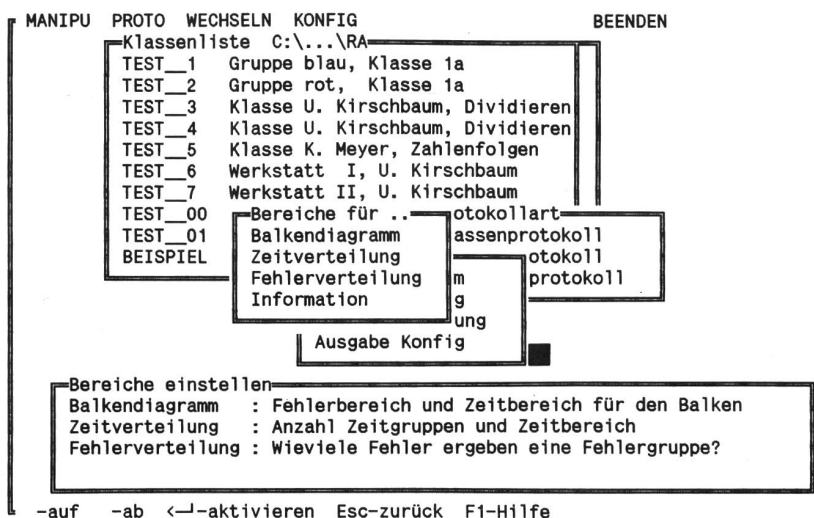 MANIPU PROTO WECHSELN KONFIG BEENDEN
Klassenliste C:\...\RA
TEST__1 Gruppe blau, Klasse 1a
TEST__2 Gruppe rot, Klasse 1a
TEST__3 Klasse U. Kirschbaum, Dividieren
TEST__4 Klasse U. Kirschbaum, Dividieren
TEST__5 Klasse K. Meyer, Zahlenfolgen
TEST__6 Werkstatt I, U. Kirschbaum
TEST__7 Werkstatt II, U. Kirschbaum
TEST__00 Bereiche für .. otokollart
TEST__01 Balkendiagramm assenprotokoll
BEISPIEL Zeitverteilung otokoll
Fehlerverteilung m protokoll
Information g
ung
Ausgabe Konfig
Bereiche einstellen
Balkendiagramm : Fehlerbereich und Zeitbereich für den Balken
Zeitverteilung : Anzahl Zeitgruppen und Zeitbereich
Fehlerverteilung : Wieviele Fehler ergeben eine Fehlergruppe?
-auf -ab <─┘-aktivieren Esc-zurück F1-Hilfe